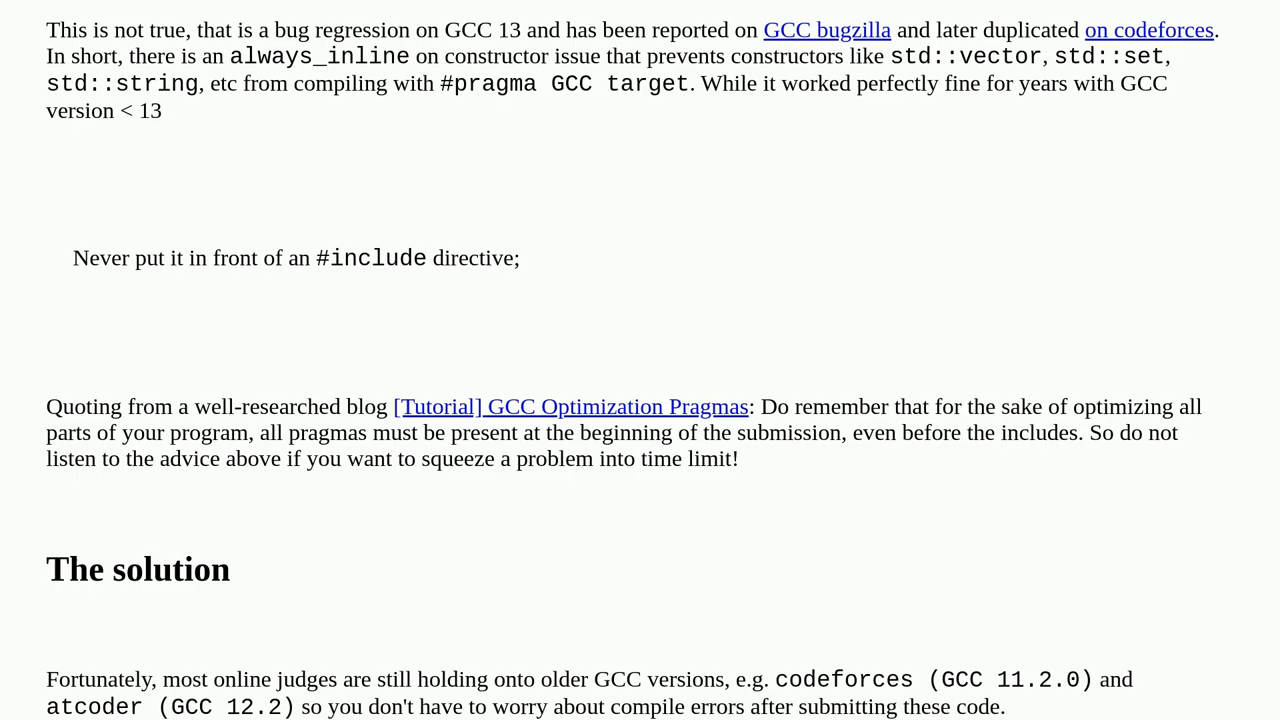 This is not true, that is a bug regression on GCC 13 and has been reported on GCC bugzilla and later duplicated on codeforces.
In short, there is an always_inline on constructor issue that prevents constructors like std::vector, std::set,
std::string, etc from compiling with #pragma GCC target. While it worked perfectly fine for years with GCC
version < 13
Never put it in front of an #include directive;
Quoting from a well-researched blog [Tutorial] GCC Optimization Pragmas: Do remember that for the sake of optimizing all
parts of your program, all pragmas must be present at the beginning of the submission, even before the includes. So do not
listen to the advice above if you want to squeeze a problem into time limit!
The solution
Fortunately, most online judges are still holding onto older GCC versions, e.g. codeforces (GCC 11.2.0) and
atcoder (GCC 12.2) so you don't have to worry about compile errors after submitting these code.